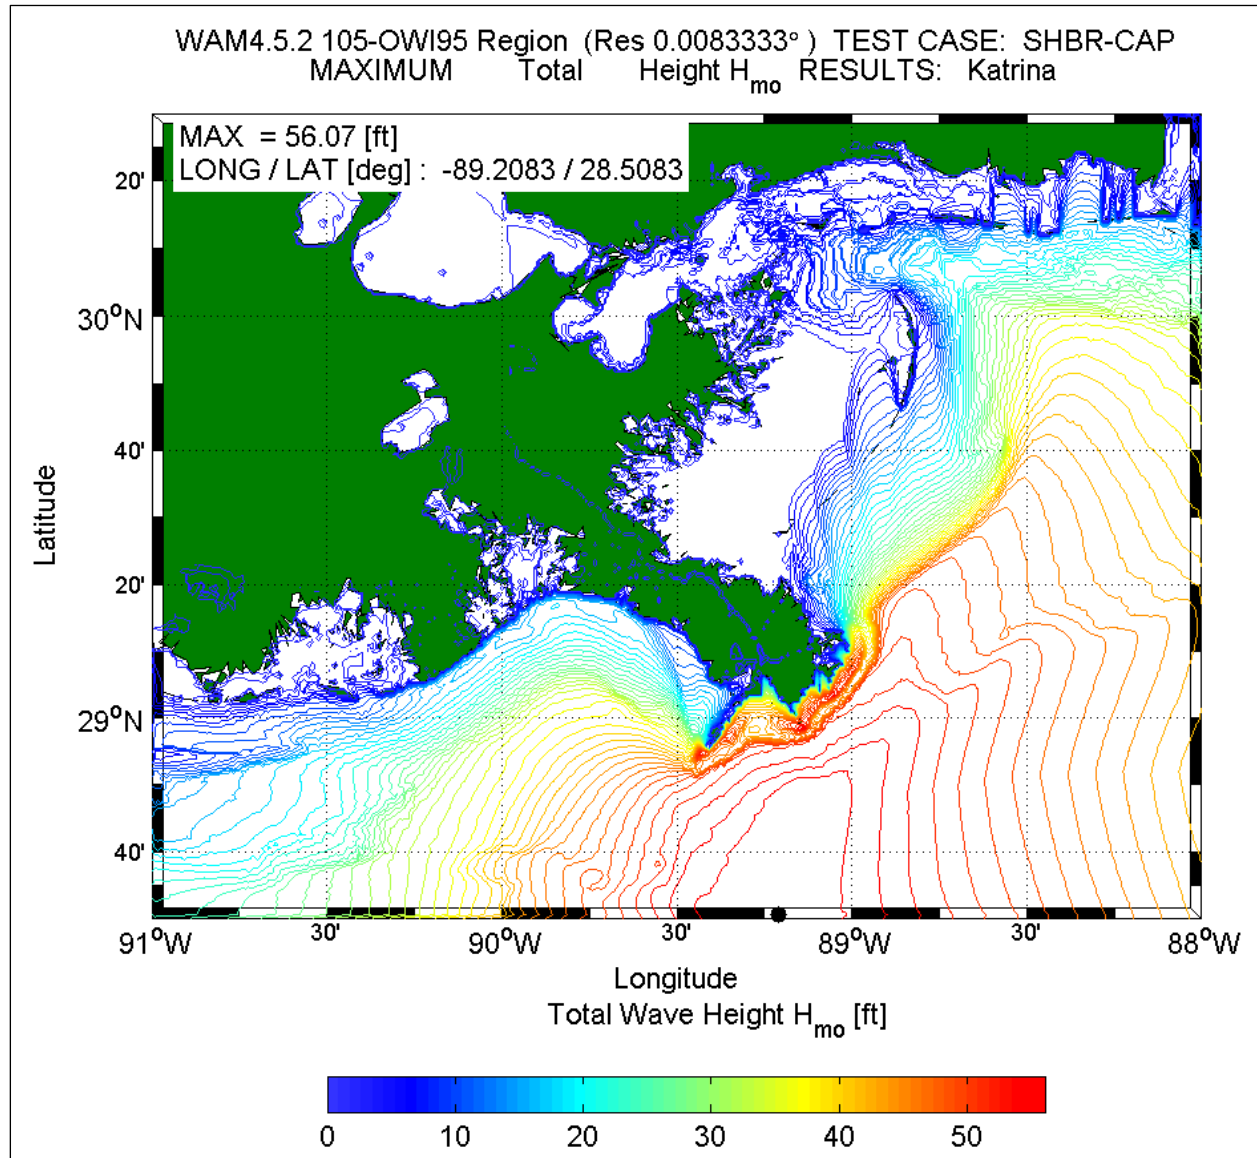 WAM4.5.2 105-OWI95 Region (Res 0.0083333° ) TEST CASE: SHBR-CAP
MAXIMUM Total Height Hmo RESULTS: Katrina
MAX = 56.07 [ft]
LONG / LAT [deg] : -89.2083 / 28.5083
20'
30°N
40'
20'
29°N
40'
Latitude
91°W 30' 90°W 30' 89°W 30' 88°W
Longitude
Total Wave Height Hmo [ft]
0 10 20 30 40 50